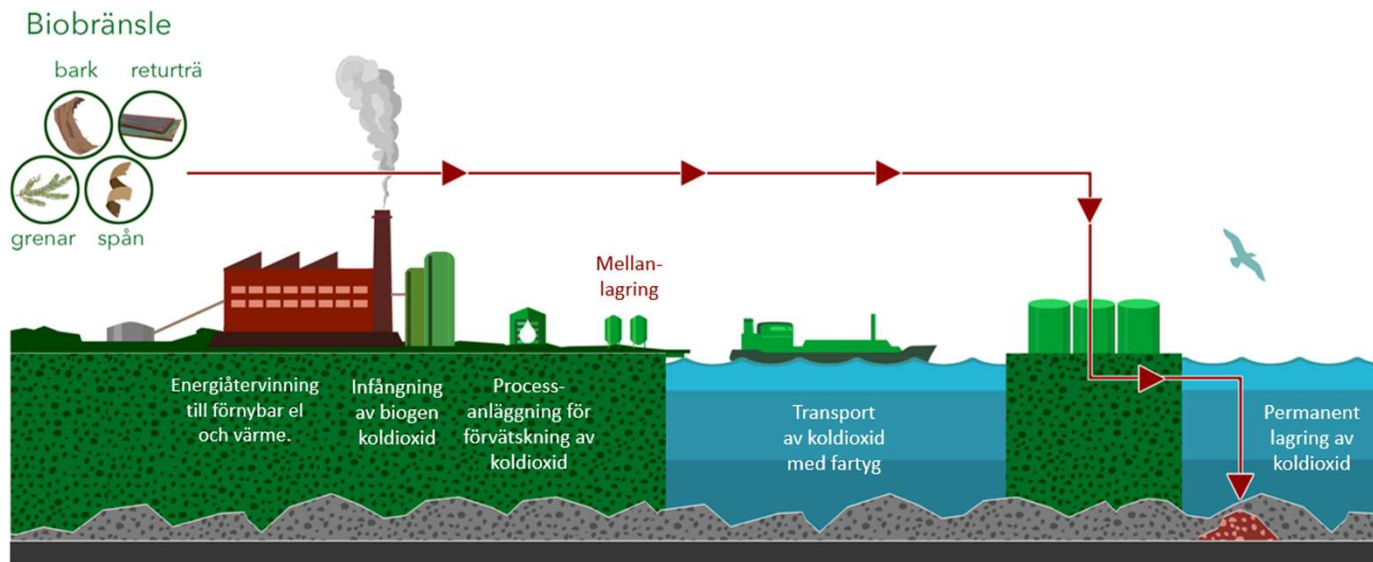 Biobränsle
bark
returträ
grenar
spån
Energiåtervinning
till förnybar el
och värme.
Infångning
av biogen
koldioxid
Process-
anläggning för
förvätskning av
koldioxid
Mellan-
lagring
Transport
av koldioxid
med fartyg
Permanent
lagring av
koldioxid